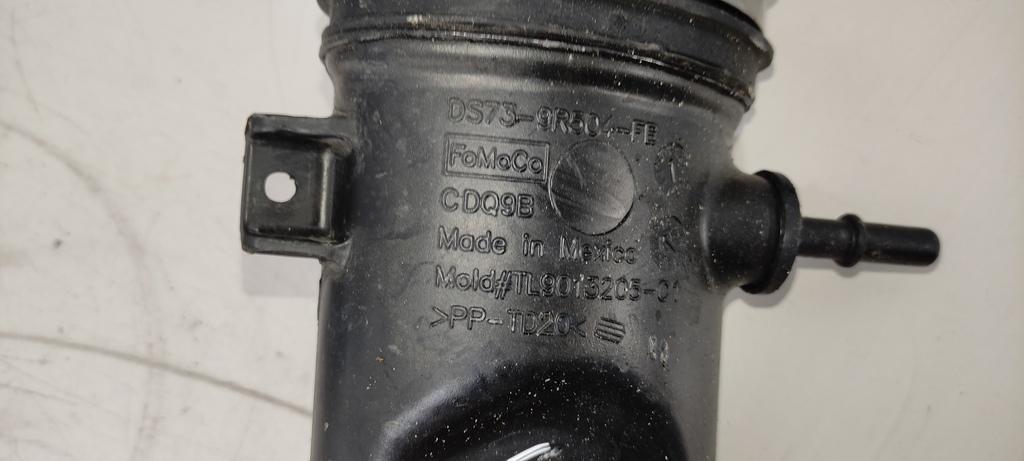 DS73-9R504-FE
FoMoCo
CDQ9B
Made in Mexico
Mold#TL9013205-01
>PP-TD20<